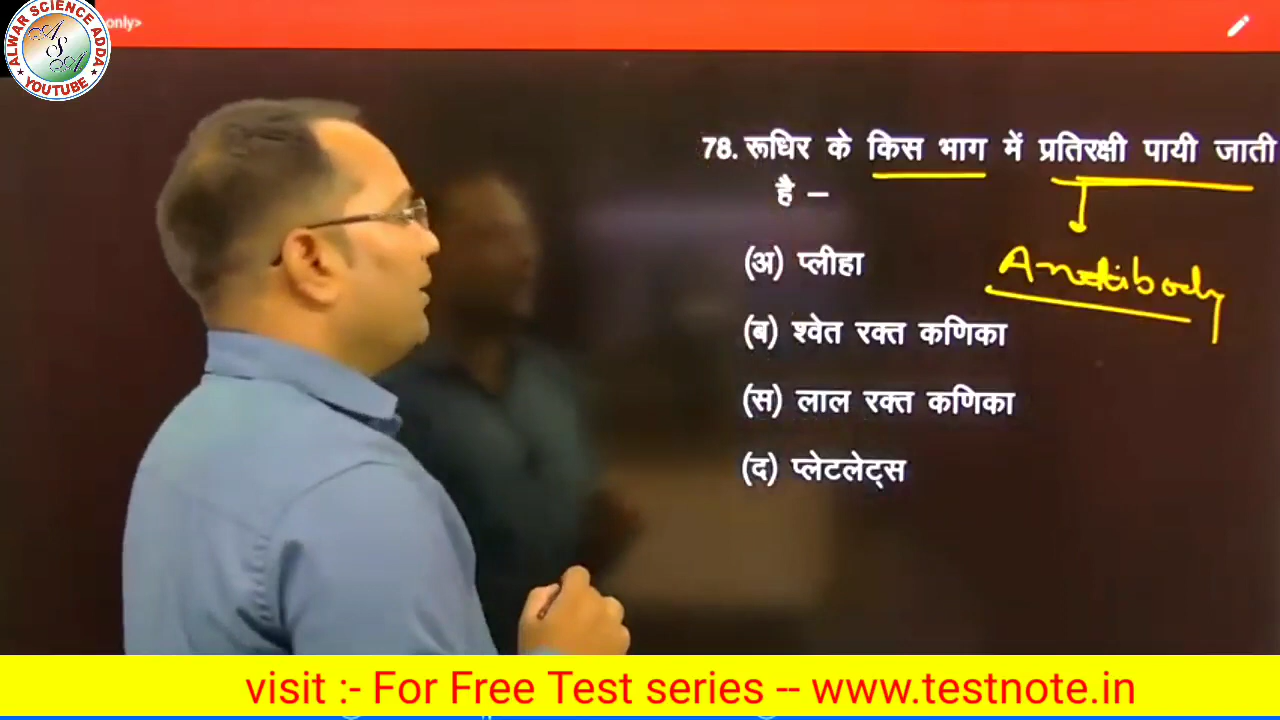 only>
ALWAR SCIENCE ADDA
ASA
YOUTUBE
78. रूधिर के किस भाग में प्रतिरक्षी पायी जाती
है –
Antibody
(अ) प्लीहा
(ब) श्वेत रक्त कणिका
(स) लाल रक्त कणिका
(द) प्लेटलेट्स
visit :- For Free Test series -- www.testnote.in